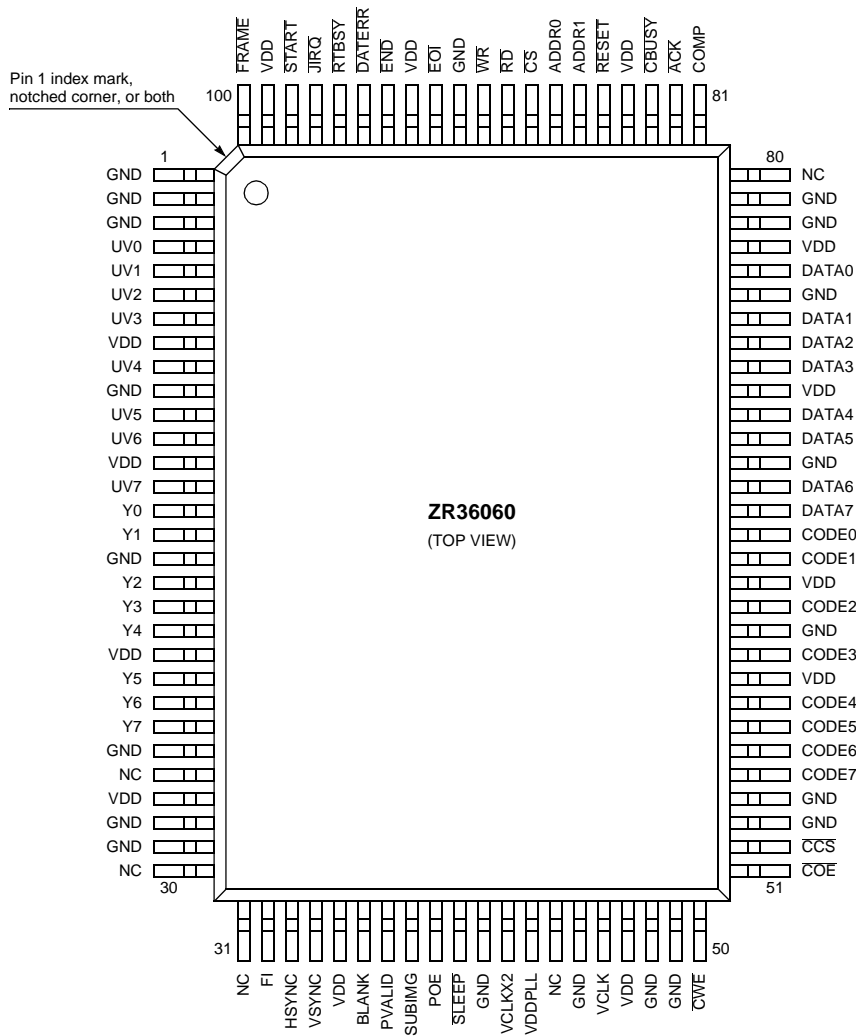 FRAME
VDD
START
JIRQ
RTBSY
DATERR
END
VDD
EOI
GND
WR
RD
CS
ADDR0
ADDR1
RESET
VDD
CBUSY
ACK
COMP
Pin 1 index mark,
notched corner, or both
100
81
1
80
GND
GND
GND
UV0
UV1
UV2
UV3
VDD
UV4
GND
UV5
UV6
VDD
UV7
Y0
Y1
GND
Y2
Y3
Y4
VDD
Y5
Y6
Y7
GND
NC
VDD
GND
GND
NC
30
ZR36060
(TOP VIEW)
NC
GND
GND
VDD
DATA0
GND
DATA1
DATA2
DATA3
VDD
DATA4
DATA5
GND
DATA6
DATA7
CODE0
CODE1
VDD
CODE2
GND
CODE3
VDD
CODE4
CODE5
CODE6
CODE7
GND
GND
CCS
COE
51
31
50
NC
FI
HSYNC
VSYNC
VDD
BLANK
PVALID
SUBIMG
POE
SLEEP
GND
VCLKX2
VDDPLL
NC
GND
VCLK
VDD
GND
GND
CWE